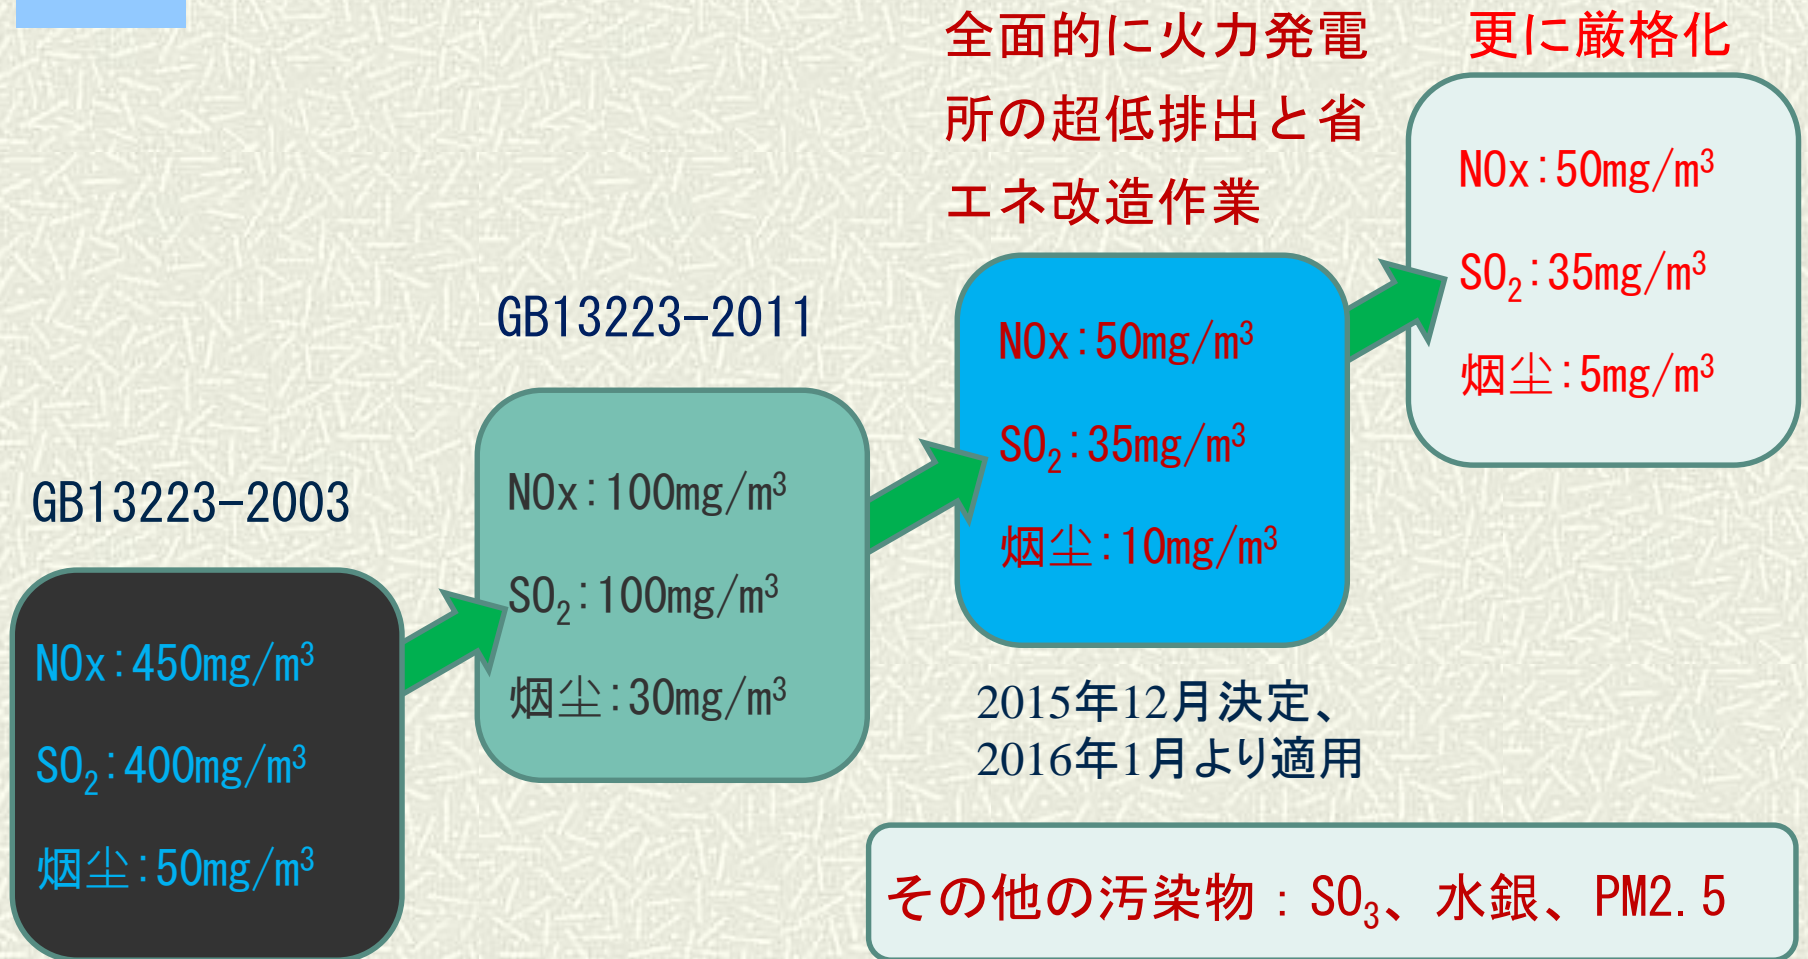 GB13223-2003
NOx:450mg/m³
SO₂:400mg/m³
烟尘:50mg/m³
GB13223-2011
NOx:100mg/m³
SO₂:100mg/m³
烟尘:30mg/m³
全面的に火力発電
所の超低排出と省
エネ改造作業
NOx:50mg/m³
SO₂:35mg/m³
烟尘:10mg/m³
2015年12月決定、
2016年1月より適用
更に厳格化
NOx:50mg/m³
SO₂:35mg/m³
烟尘:5mg/m³
その他の汚染物：SO₃、水銀、PM2.5